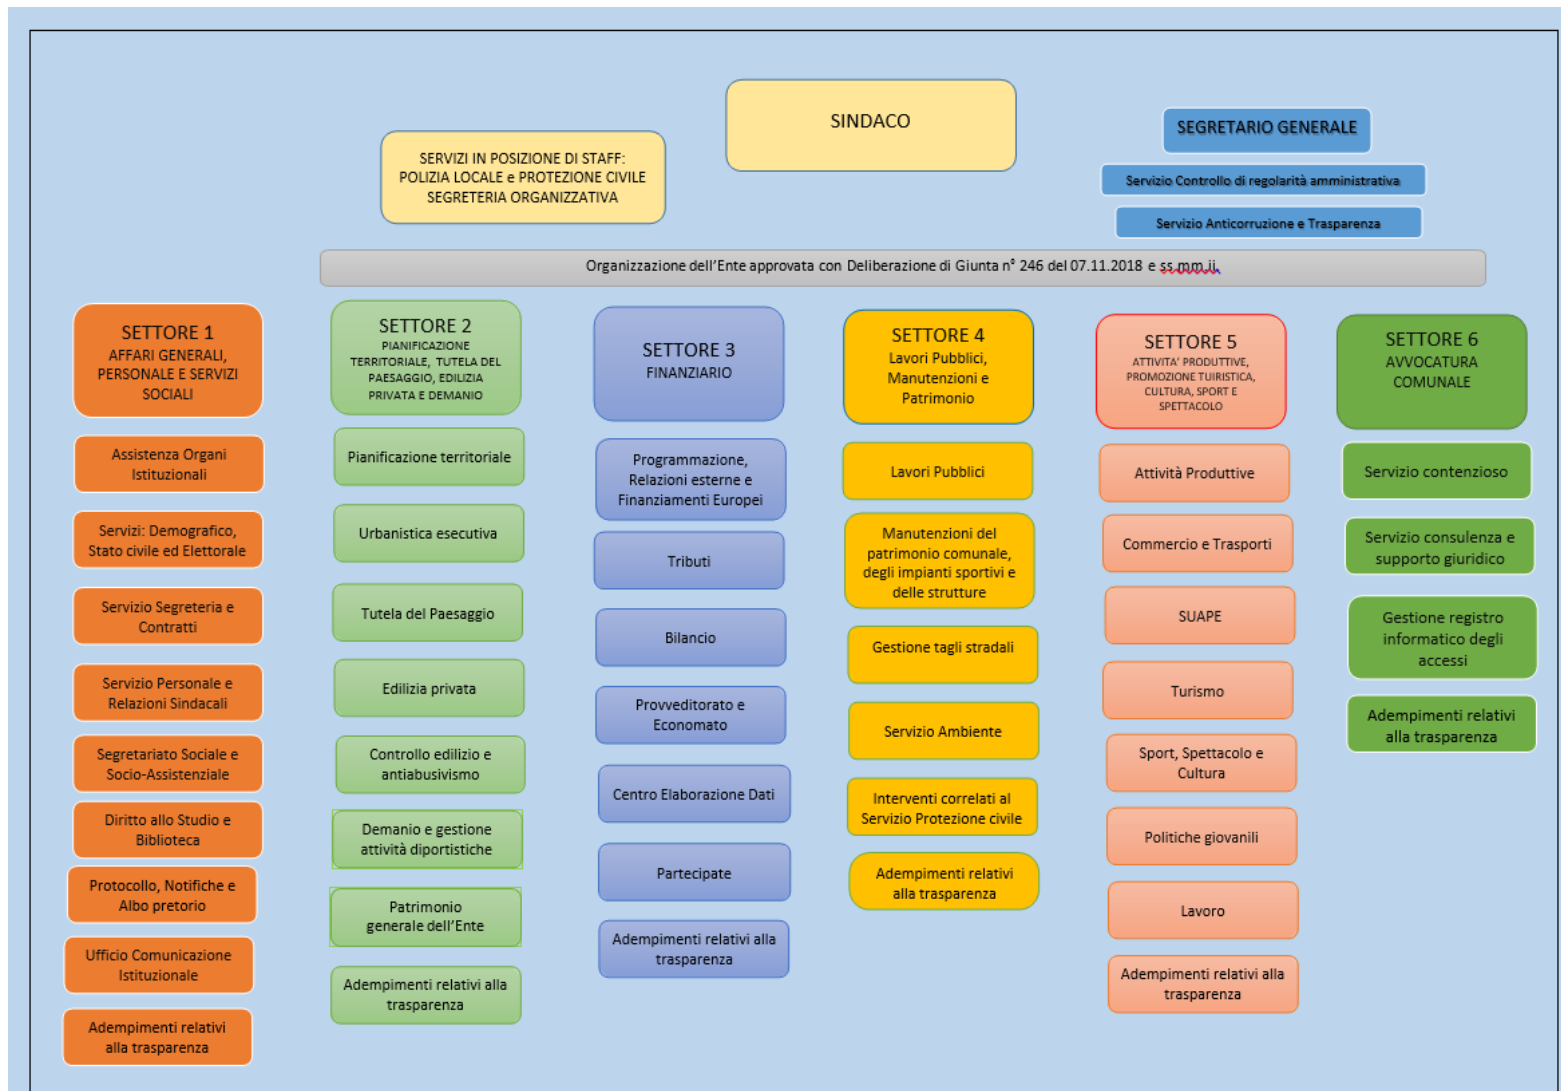 SINDACO
SEGRETARIO GENERALE
SERVIZI IN POSIZIONE DI STAFF:
POLIZIA LOCALE e PROTEZIONE CIVILE
SEGRETERIA ORGANIZZATIVA
Servizio Controllo di regolarità amministrativa
Servizio Anticorruzione e Trasparenza
Organizzazione dell'Ente approvata con Deliberazione di Giunta n° 246 del 07.11.2018 e ss.mm.ii.
SETTORE 1
AFFARI GENERALI,
PERSONALE E SERVIZI
SOCIALI
Assistenza Organi
Istituzionali
Servizi: Demografico,
Stato civile ed Elettorale
Servizio Segreteria e
Contratti
Servizio Personale e
Relazioni Sindacali
Segretariato Sociale e
Socio-Assistenziale
Diritto allo Studio e
Biblioteca
Protocollo, Notifiche e
Albo pretorio
Ufficio Comunicazione
Istituzionale
Adempimenti relativi
alla trasparenza
SETTORE 2
PIANIFICAZIONE
TERRITORIALE, TUTELA DEL
PAESAGGIO, EDILIZIA
PRIVATA E DEMANIO
Pianificazione territoriale
Urbanistica esecutiva
Tutela del Paesaggio
Edilizia privata
Controllo edilizio e
antiabusivismo
Demanio e gestione
attività diportistiche
Patrimonio
generale dell'Ente
Adempimenti relativi alla
trasparenza
SETTORE 3
FINANZIARIO
Programmazione,
Relazioni esterne e
Finanziamenti Europei
Tributi
Bilancio
Provveditorato e
Economato
Centro Elaborazione Dati
Partecipate
Adempimenti relativi alla
trasparenza
SETTORE 4
Lavori Pubblici,
Manutenzioni e
Patrimonio
Lavori Pubblici
Manutenzioni del
patrimonio comunale,
degli impianti sportivi e
delle strutture
Gestione tagli stradali
Servizio Ambiente
Interventi correlati al
Servizio Protezione civile
Adempimenti relativi
alla trasparenza
SETTORE 5
ATTIVITA' PRODUTTIVE,
PROMOZIONE TUIRISTICA,
CULTURA, SPORT E
SPETTACOLO
Attività Produttive
Commercio e Trasporti
SUAPE
Turismo
Sport, Spettacolo e
Cultura
Politiche giovanili
Lavoro
Adempimenti relativi alla
trasparenza
SETTORE 6
AVVOCATURA
COMUNALE
Servizio contenzioso
Servizio consulenza e
supporto giuridico
Gestione registro
informatico degli
accessi
Adempimenti relativi
alla trasparenza